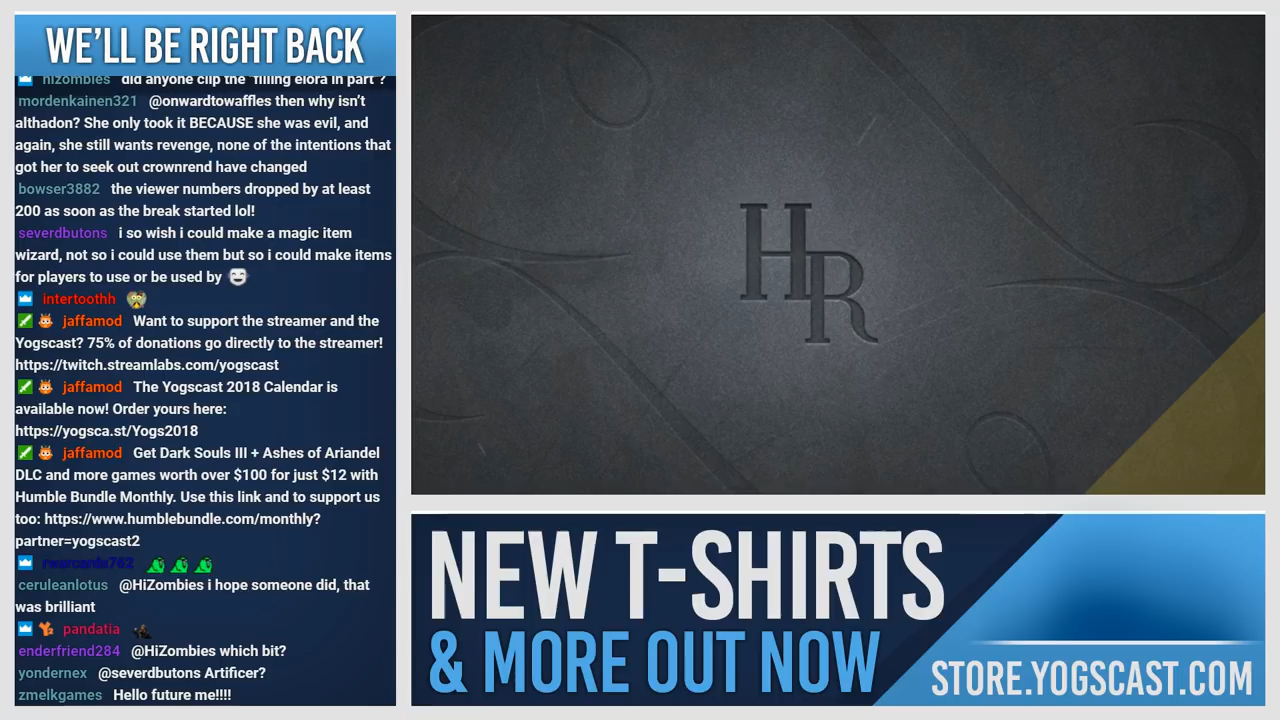 WE'LL BE RIGHT BACK
hizombies did anyone clip the "filling elora in part"?
mordenkainen321 @onwardtowaffles then why isn't
althadon? She only took it BECAUSE she was evil, and
again, she still wants revenge, none of the intentions that
got her to seek out crownrend have changed
bowser3882 the viewer numbers dropped by at least
200 as soon as the break started lol!
severdbutons i so wish i could make a magic item
wizard, not so i could use them but so i could make items
for players to use or be used by
intertoothh
jaffamod Want to support the streamer and the
Yogscast? 75% of donations go directly to the streamer!
https://twitch.streamlabs.com/yogscast
jaffamod The Yogscast 2018 Calendar is
available now! Order yours here:
https://yogsca.st/Yogs2018
jaffamod Get Dark Souls III + Ashes of Ariandel
DLC and more games worth over $100 for just $12 with
Humble Bundle Monthly. Use this link and to support us
too: https://www.humblebundle.com/monthly?
partner=yogscast2
ceruleanlotus @HiZombies i hope someone did, that
was brilliant
pandatia
enderfriend284 @HiZombies which bit?
yondernex @severdbutons Artificer?
zmelkgames Hello future me!!!!
HR
NEW T-SHIRTS
& MORE OUT NOW
STORE.YOGSCAST.COM